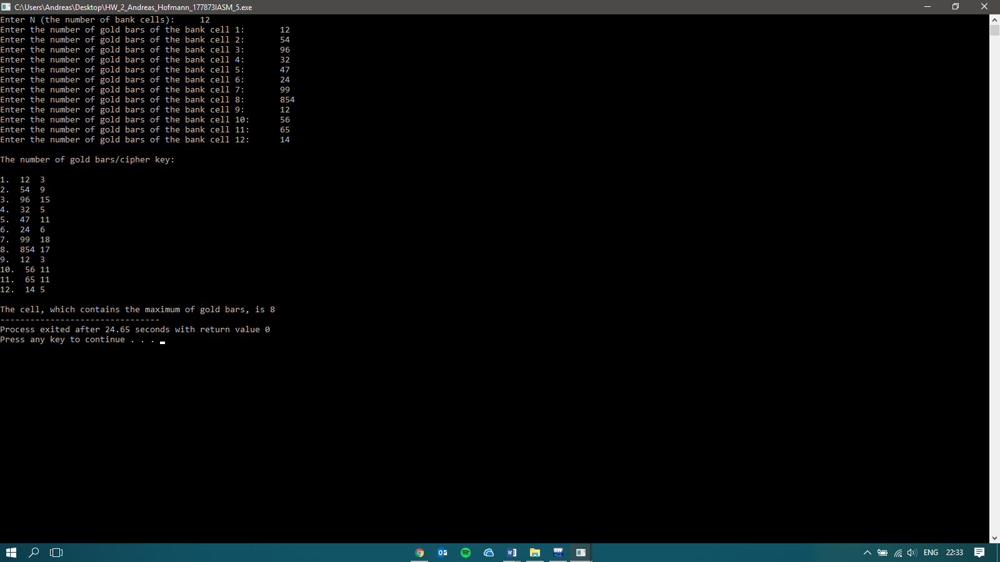 C:\Users\Andreas\Desktop\HW_2_Andreas_Hofmann_177873IASM_5.exe
Enter N (the number of bank cells):     12
Enter the number of gold bars of the bank cell 1:       12
Enter the number of gold bars of the bank cell 2:       54
Enter the number of gold bars of the bank cell 3:       96
Enter the number of gold bars of the bank cell 4:       32
Enter the number of gold bars of the bank cell 5:       47
Enter the number of gold bars of the bank cell 6:       24
Enter the number of gold bars of the bank cell 7:       99
Enter the number of gold bars of the bank cell 8:       854
Enter the number of gold bars of the bank cell 9:       12
Enter the number of gold bars of the bank cell 10:      56
Enter the number of gold bars of the bank cell 11:      65
Enter the number of gold bars of the bank cell 12:      14
The number of gold bars/cipher key:
1.  12  3
2.  54  9
3.  96  15
4.  32  5
5.  47  11
6.  24  6
7.  99  18
8.  854 17
9.  12  3
10.  56 11
11.  65 11
12.  14 5
The cell, which contains the maximum of gold bars, is 8
--------------------------------
Process exited after 24.65 seconds with return value 0
Press any key to continue . . .
ENG 22:33